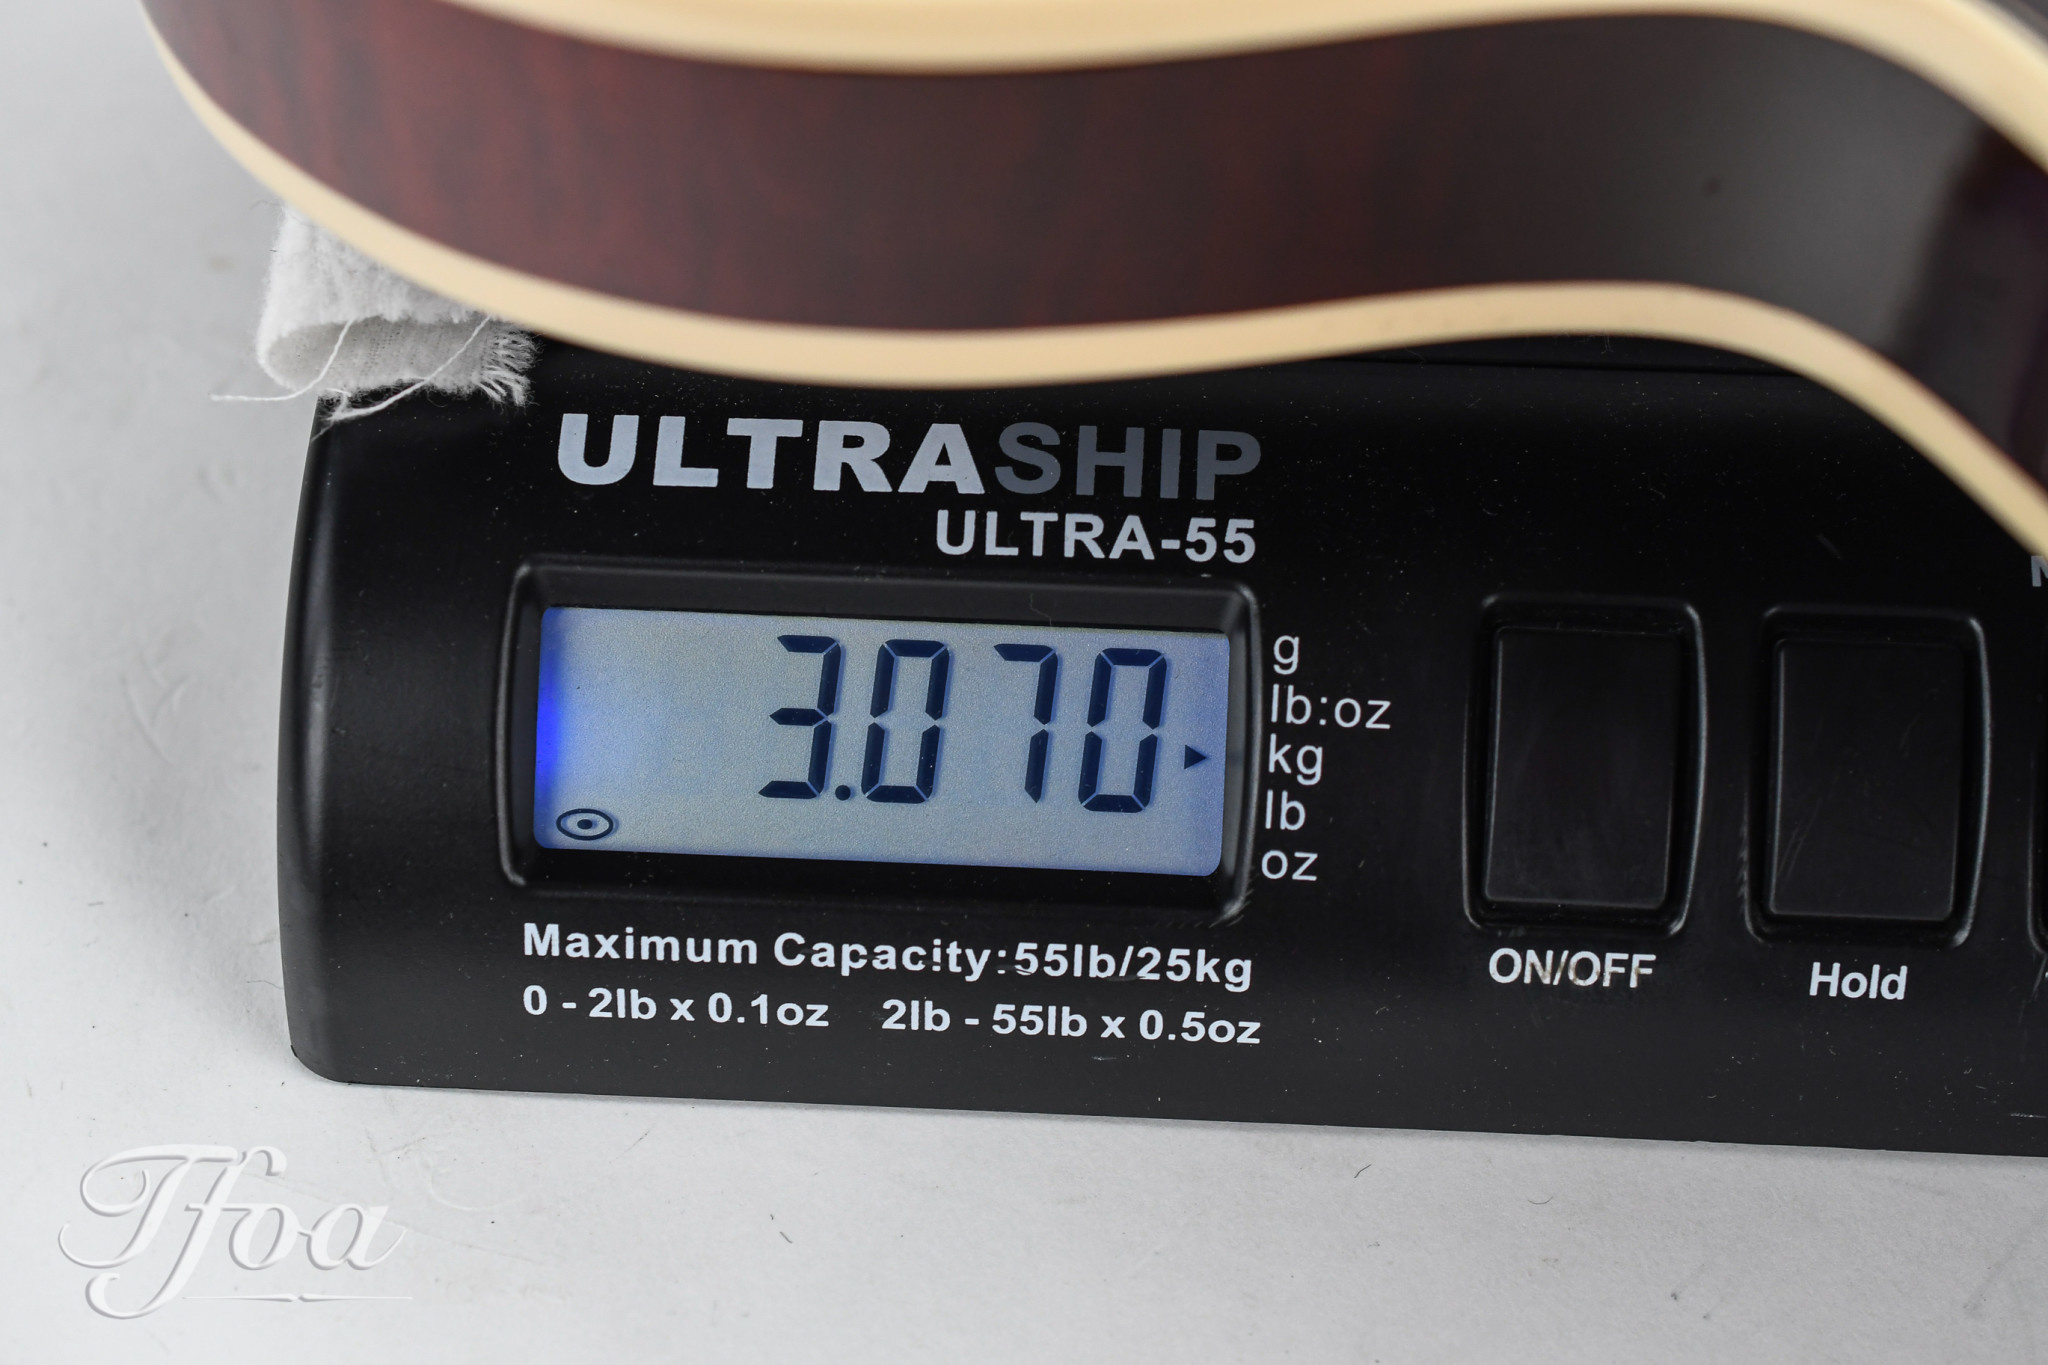 ULTRASHIP
ULTRA-55
3.070
g
lb:oz
kg
lb
oz
Maximum Capacity:55lb/25kg
0 - 2lb x 0.1oz 2lb - 55lb x 0.5oz
ON/OFF
Hold
Tfoa